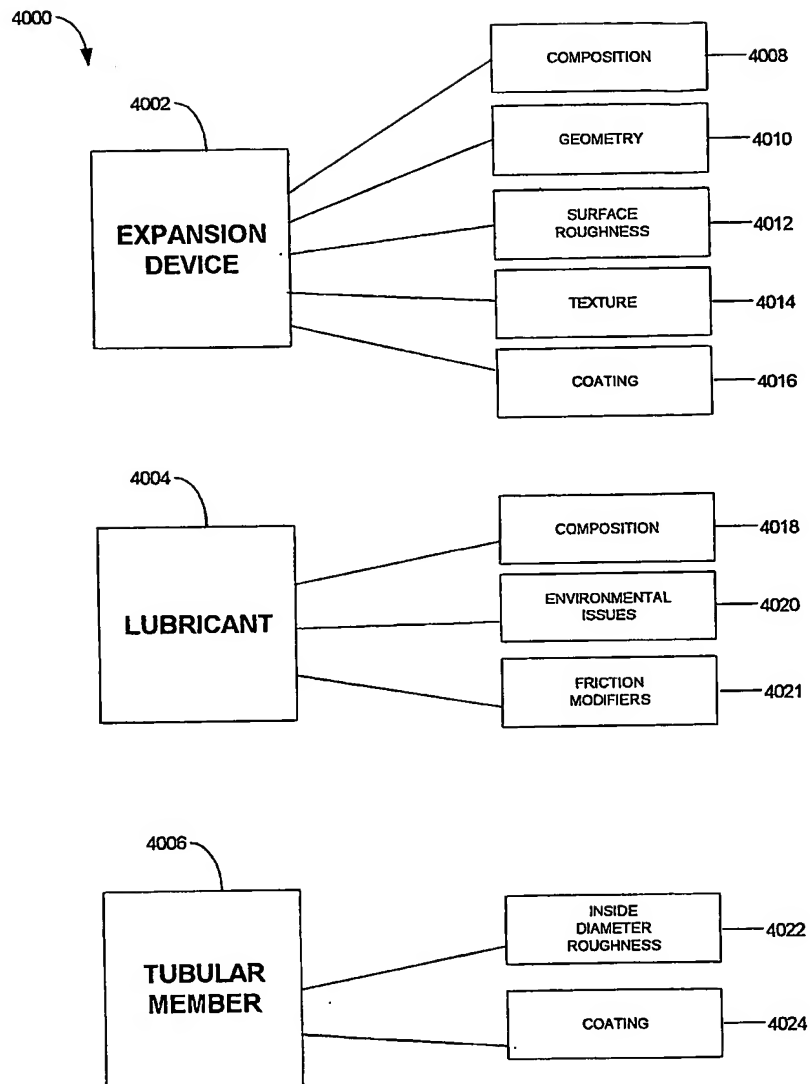 4000
4002
EXPANSION
DEVICE
COMPOSITION
4008
GEOMETRY
4010
SURFACE
ROUGHNESS
4012
TEXTURE
4014
COATING
4016
4004
LUBRICANT
COMPOSITION
4018
ENVIRONMENTAL
ISSUES
4020
FRICTION
MODIFIERS
4021
4006
TUBULAR
MEMBER
INSIDE
DIAMETER
ROUGHNESS
4022
COATING
4024